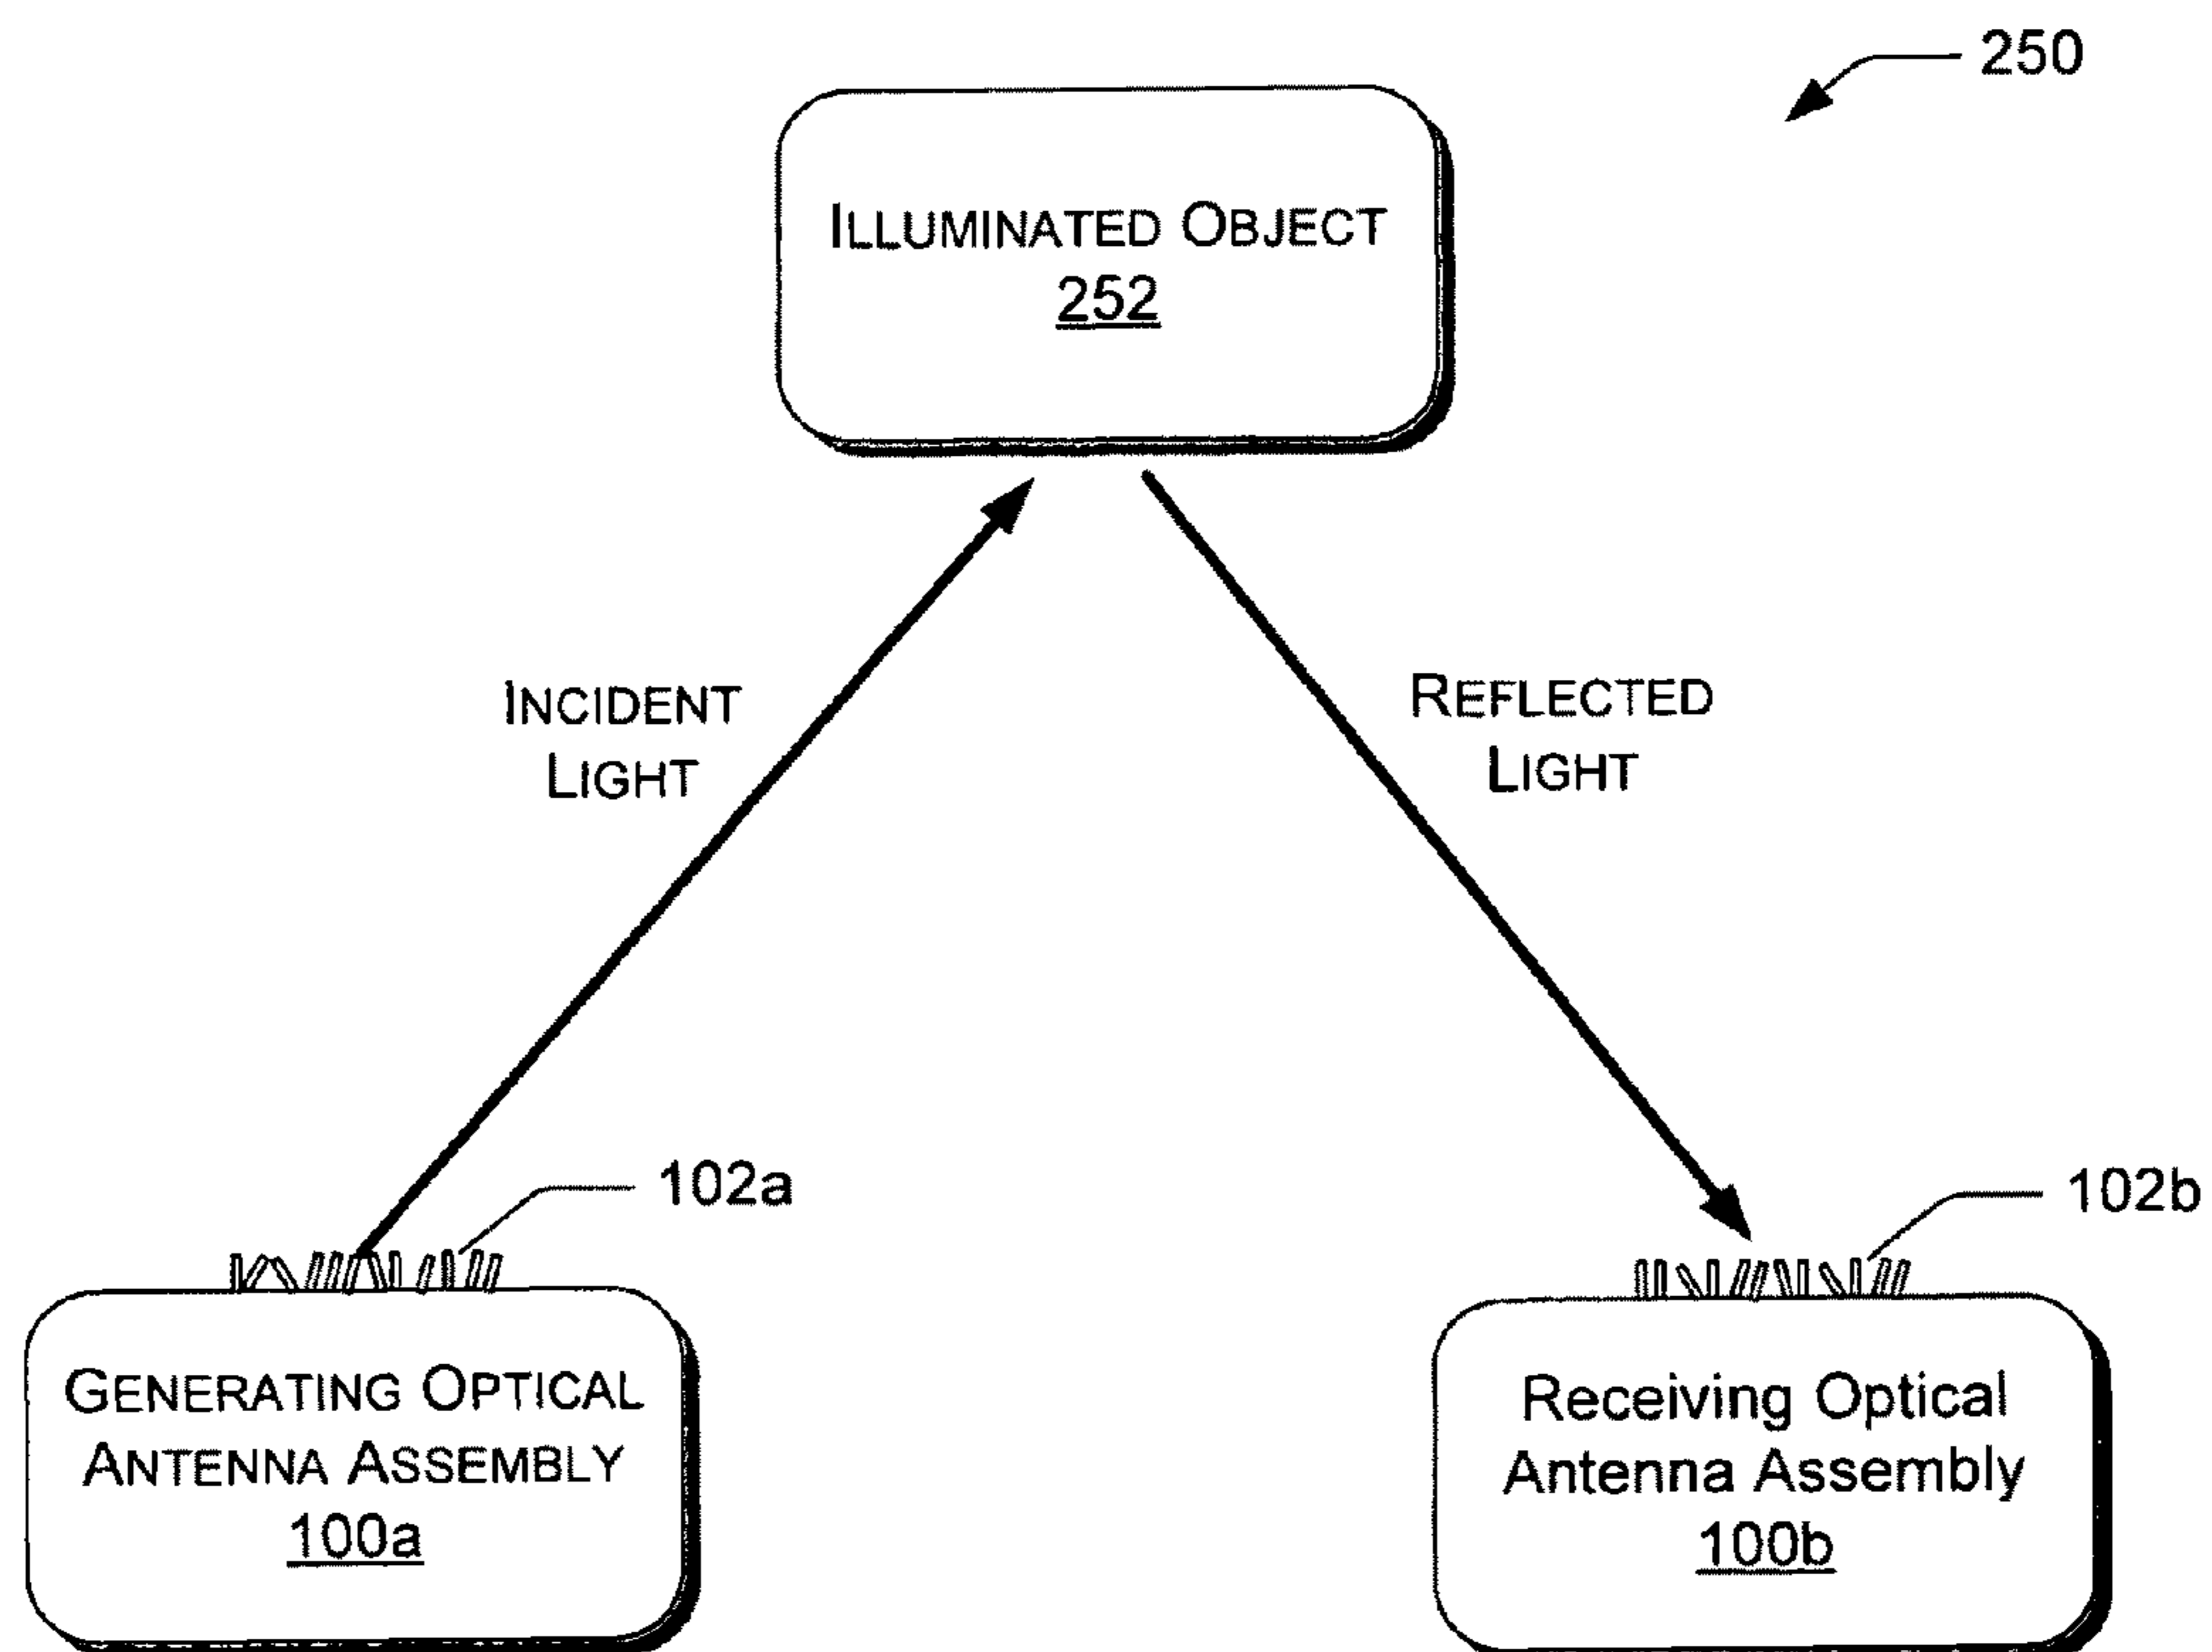 250
ILLUMINATED OBJECT
252
INCIDENT
LIGHT
REFLECTED
LIGHT
102a
102b
GENERATING OPTICAL
ANTENNA ASSEMBLY
100a
Receiving Optical
Antenna Assembly
100b